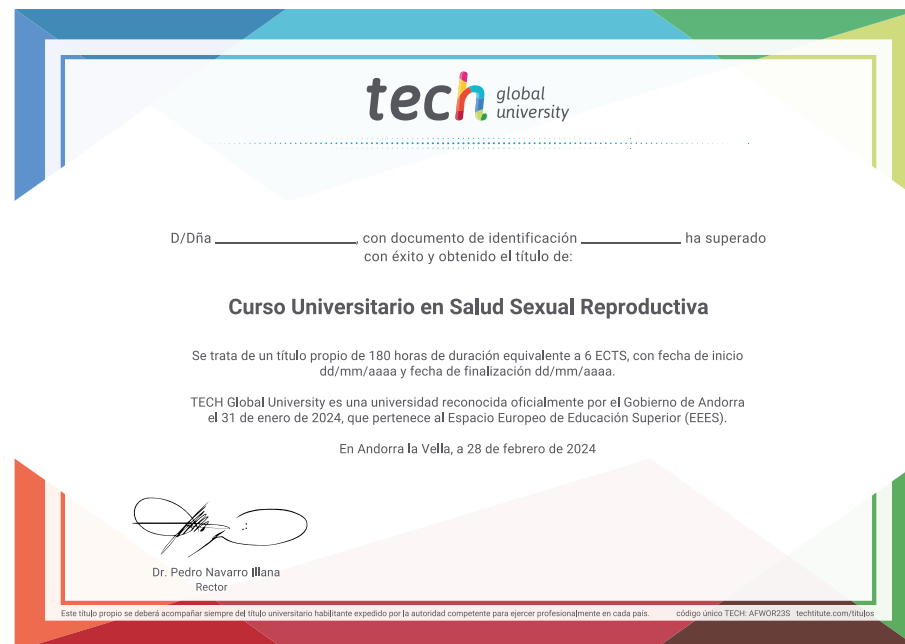 tech global university
D/Dña ____________________, con documento de identificación ______________ ha superado
con éxito y obtenido el título de:
Curso Universitario en Salud Sexual Reproductiva
Se trata de un título propio de 180 horas de duración equivalente a 6 ECTS, con fecha de inicio
dd/mm/aaaa y fecha de finalización dd/mm/aaaa.
TECH Global University es una universidad reconocida oficialmente por el Gobierno de Andorra
el 31 de enero de 2024, que pertenece al Espacio Europeo de Educación Superior (EEES).
En Andorra la Vella, a 28 de febrero de 2024
Dr. Pedro Navarro Illana
Rector
Este título propio se deberá acompañar siempre del título universitario habilitante expedido por la autoridad competente para ejercer profesionalmente en cada país. código único TECH: AFWOR23S techtitute.com/titulos